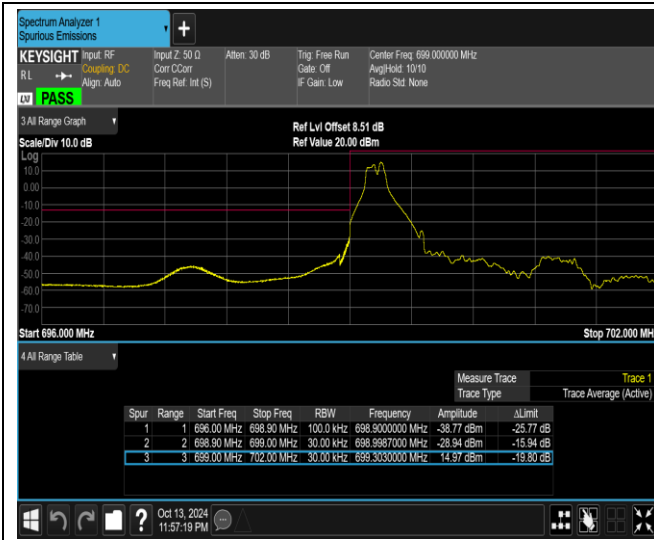 Spectrum Analyzer 1
Spurious Emissions
+
KEYSIGHT Input: RF Input Z: 50 Ω Atten: 30 dB Trig: Free Run Center Freq: 699.000000 MHz
RL Coupling: DC Corr CCorr Gate: Off Avg|Hold: 10/10
Align: Auto Freq Ref: Int (S) IF Gain: Low Radio Std: None
LXI PASS
3 All Range Graph
Ref Lvl Offset 8.51 dB
Scale/Div 10.0 dB Ref Value 20.00 dBm
Log
10.0
0.00
-10.0
-20.0
-30.0
-40.0
-50.0
-60.0
-70.0
Start 696.000 MHz Stop 702.000 MH
4 All Range Table
Measure Trace Trace 1
Trace Type Trace Average (Active)
Spur Range Start Freq Stop Freq RBW Frequency Amplitude ΔLimit
1 1 696.00 MHz 698.90 MHz 100.0 kHz 698.9000000 MHz -38.77 dBm -25.77 dB
2 2 698.90 MHz 699.00 MHz 30.00 kHz 698.9987000 MHz -28.94 dBm -15.94 dB
3 3 699.00 MHz 702.00 MHz 30.00 kHz 699.3030000 MHz 14.97 dBm -19.80 dB
? Oct 13, 2024
11:57:19 PM